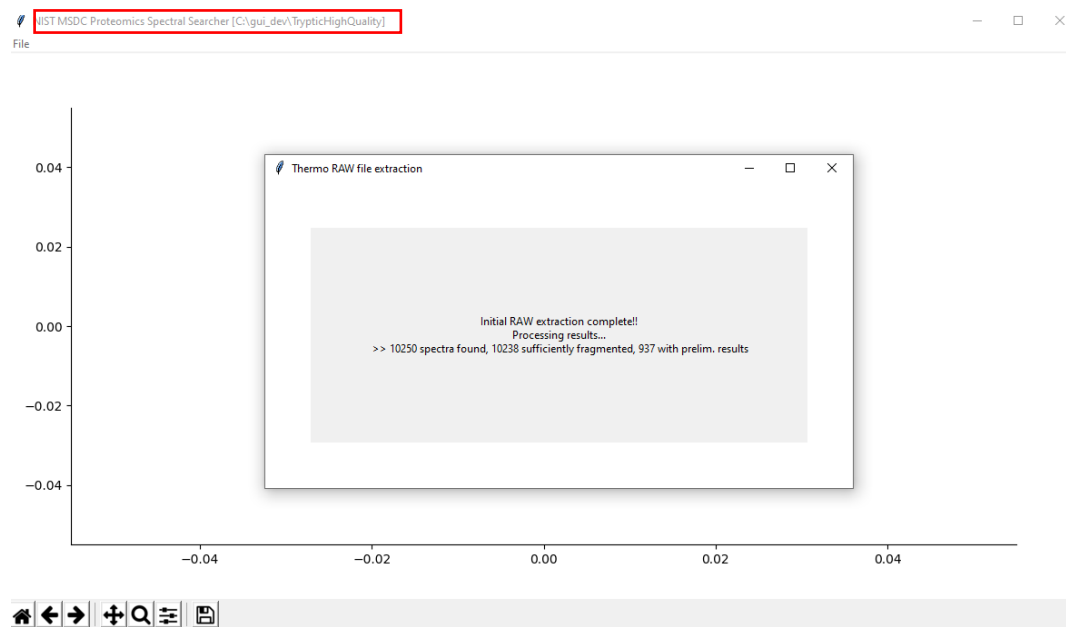 NIST MSDC Proteomics Spectral Searcher [C:\gui_dev\TrypticHighQuality]
File
Thermo RAW file extraction
Initial RAW extraction complete!!
Processing results...
>> 10250 spectra found, 10238 sufficiently fragmented, 937 with prelim. results
0.04
0.02
0.00
−0.02
−0.04
−0.04
−0.02
0.00
0.02
0.04